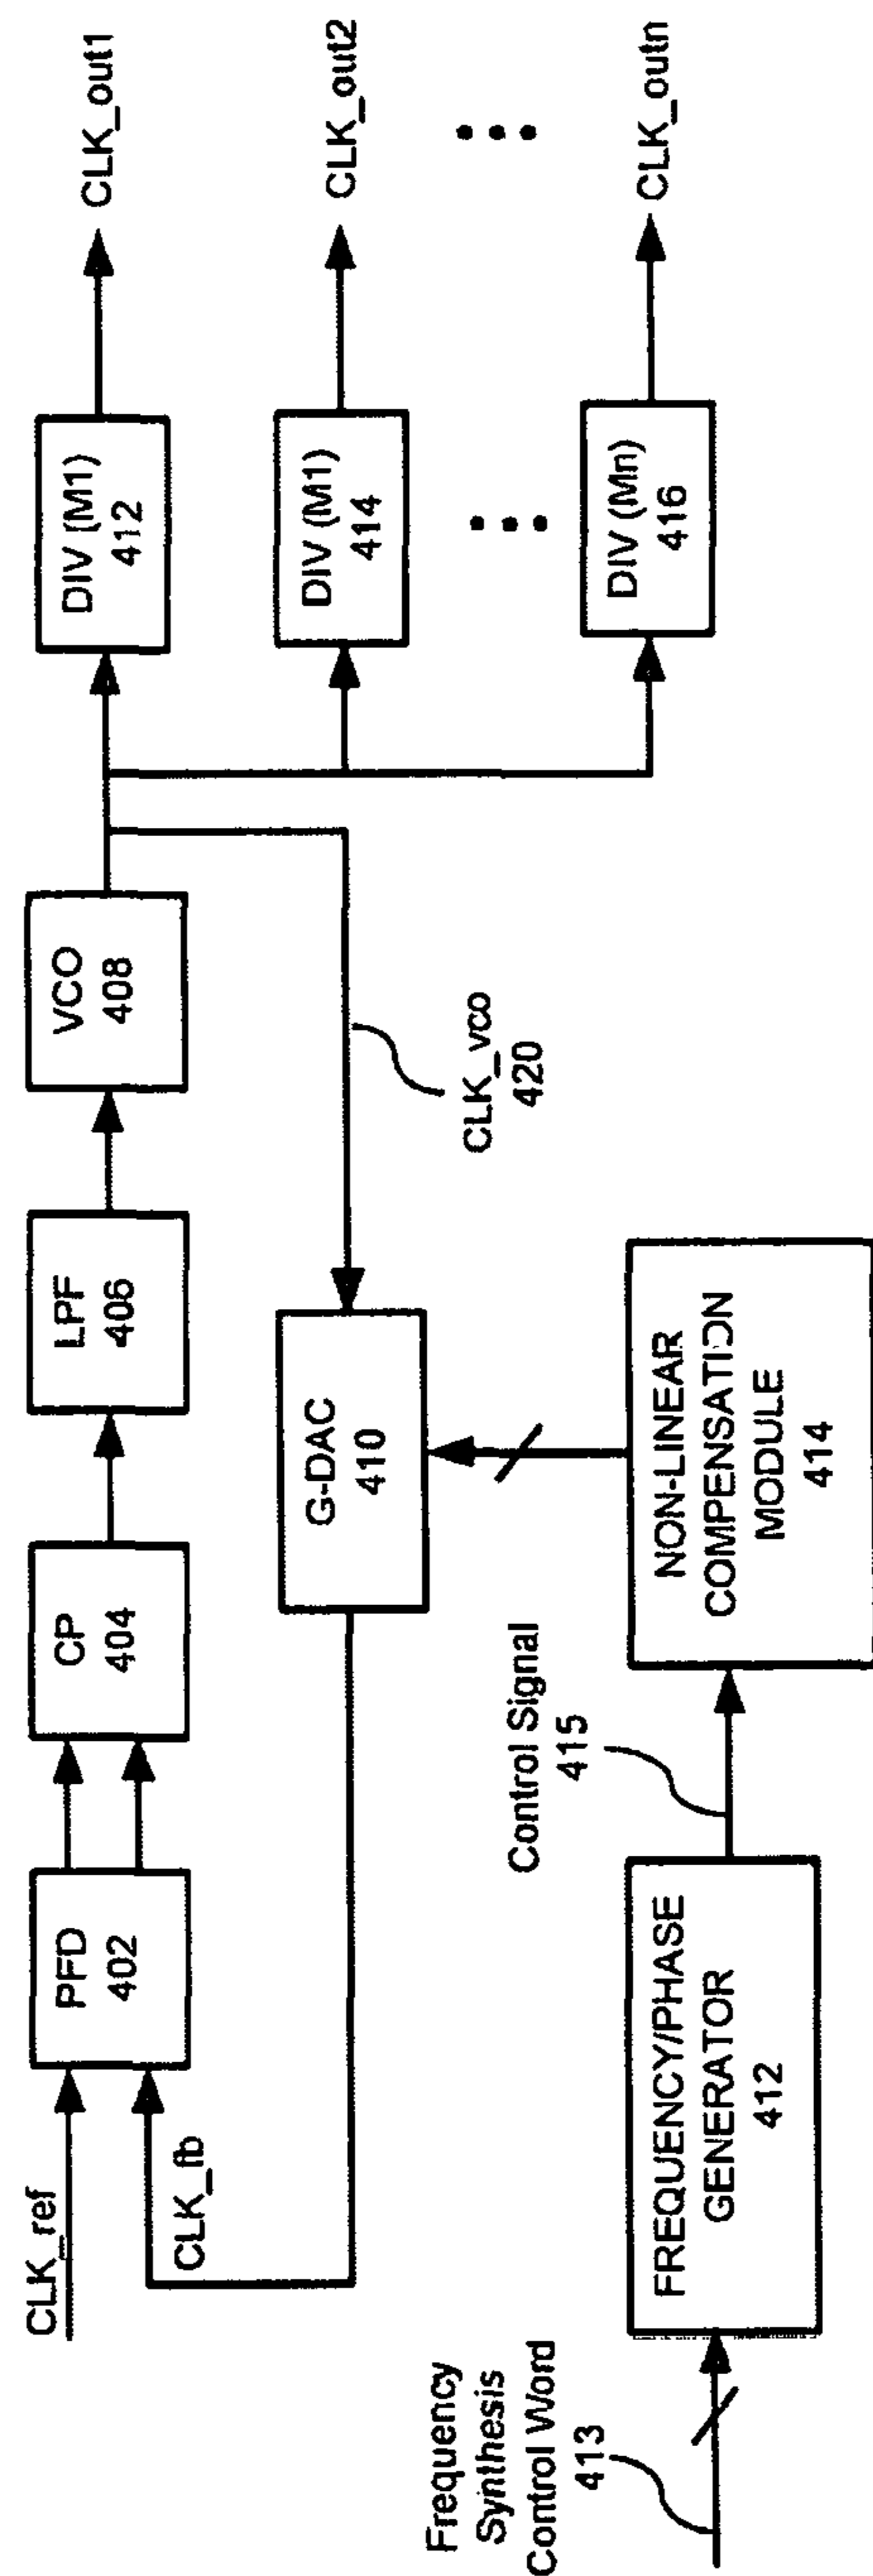 CLK_ref
CLK_fb
PFD
402
CP
404
LPF
406
VCO
408
DIV (M1)
412
CLK_out1
DIV (M1)
414
CLK_out2
DIV (Mn)
416
CLK_outn
CLK_vco
420
G-DAC
410
Frequency
Synthesis
Control Word
413
FREQUENCY/PHASE
GENERATOR
412
Control Signal
415
NON-LINEAR
COMPENSATION
MODULE
414